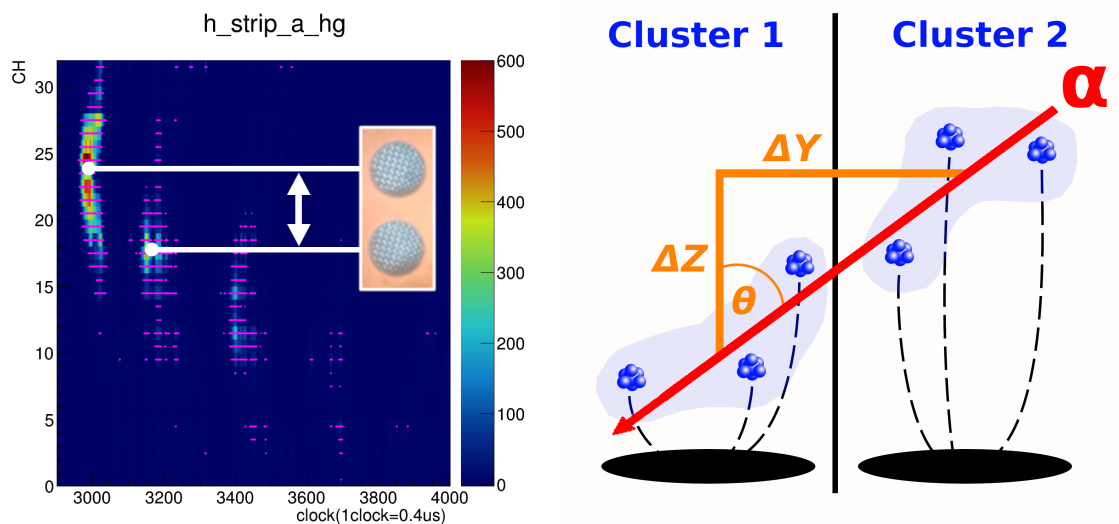 h_strip_a_hg
CH
30
25
20
15
10
5
0
3000 3200 3400 3600 3800 4000
clock(1clock=0.4us)
600
500
400
300
200
100
0
Cluster 1
Cluster 2
α
ΔY
ΔZ
θ